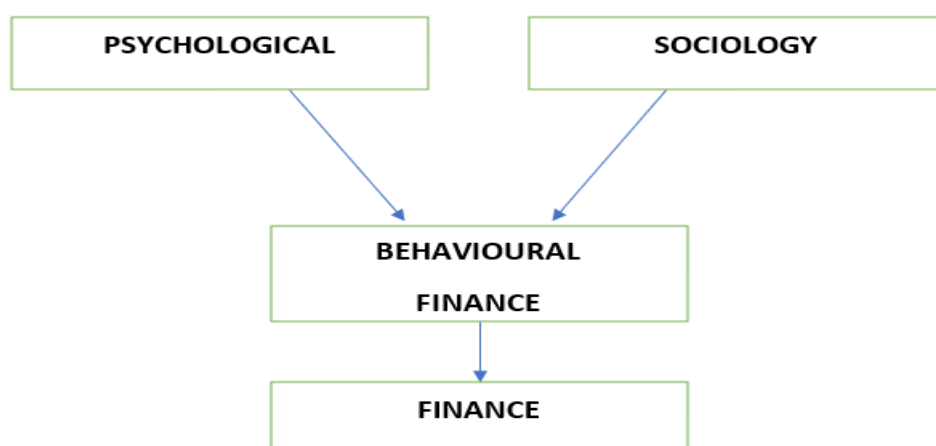 PSYCHOLOGICAL
SOCIOLOGY
BEHAVIOURAL
FINANCE
FINANCE